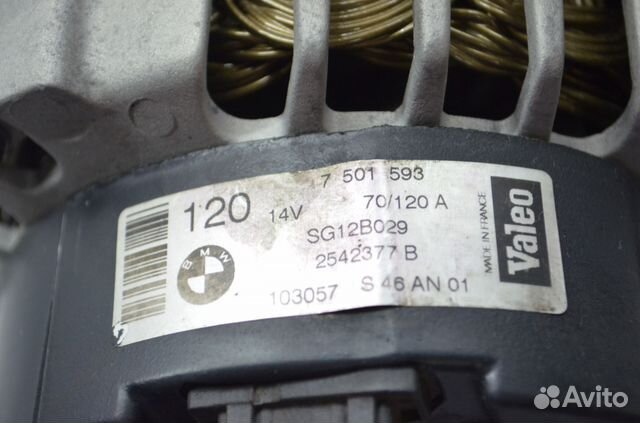 120 14V 7 501 593
70/120 A
SG12B029
2542377 B
103057 S 46 AN 01
BMW
MADE IN FRANCE
Valeo
Avito